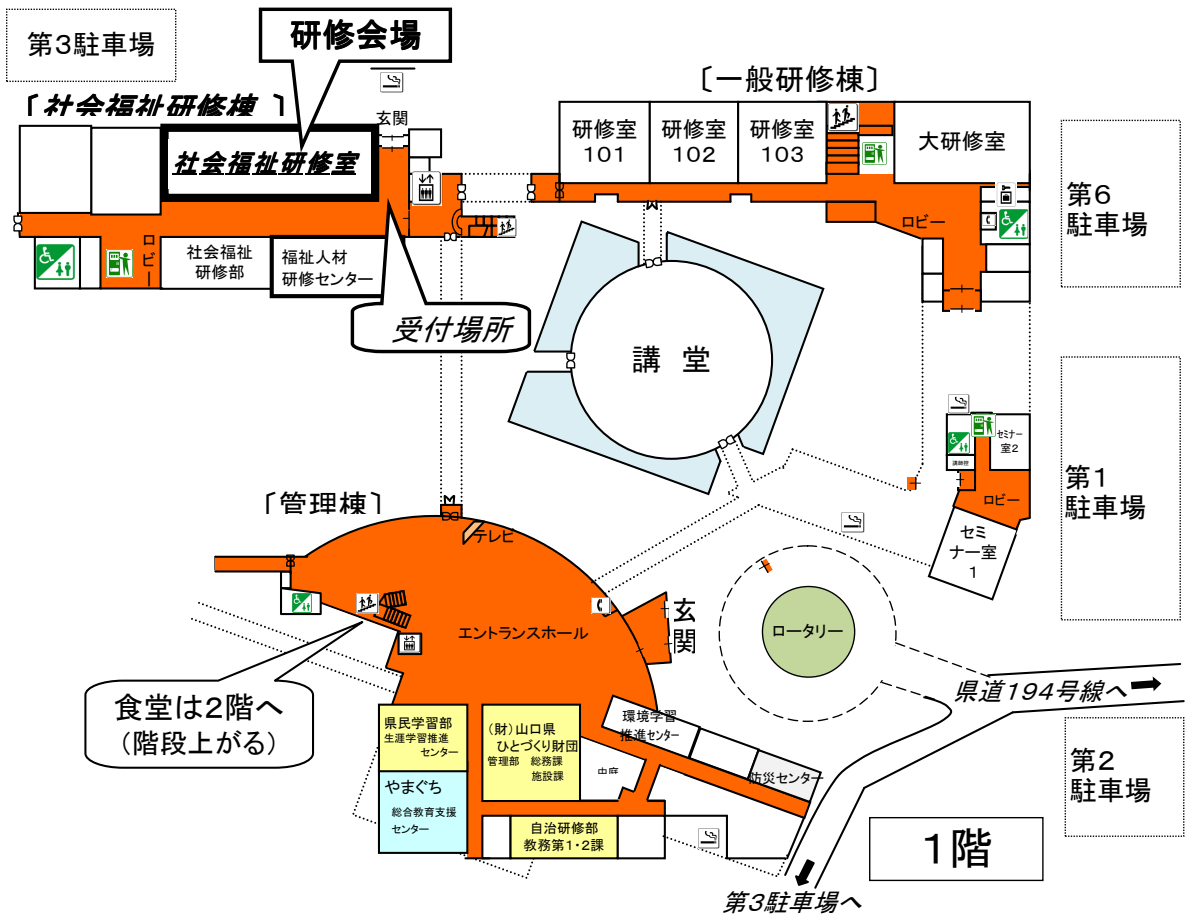 第3駐車場
研修会場
〔社会福祉研修棟〕
玄関
社会福祉研修室
ロビー
社会福祉
研修部
福祉人材
研修センター
受付場所
〔一般研修棟〕
研修室
101
研修室
102
研修室
103
大研修室
ロビー
第6
駐車場
講 堂
セミナー
室2
講師控
ロビー
セミ
ナー室
1
第1
駐車場
〔管理棟〕
テレビ
エントランスホール
玄関
ロータリー
食堂は2階へ
(階段上がる)
県道194号線へ
県民学習部
生涯学習推進
センター
(財)山口県
ひとづくり財団
管理部 総務課
施設課
環境学習
推進センター
中庭
防災センター
やまぐち
総合教育支援
センター
自治研修部
教務第1・2課
第2
駐車場
1階
第3駐車場へ